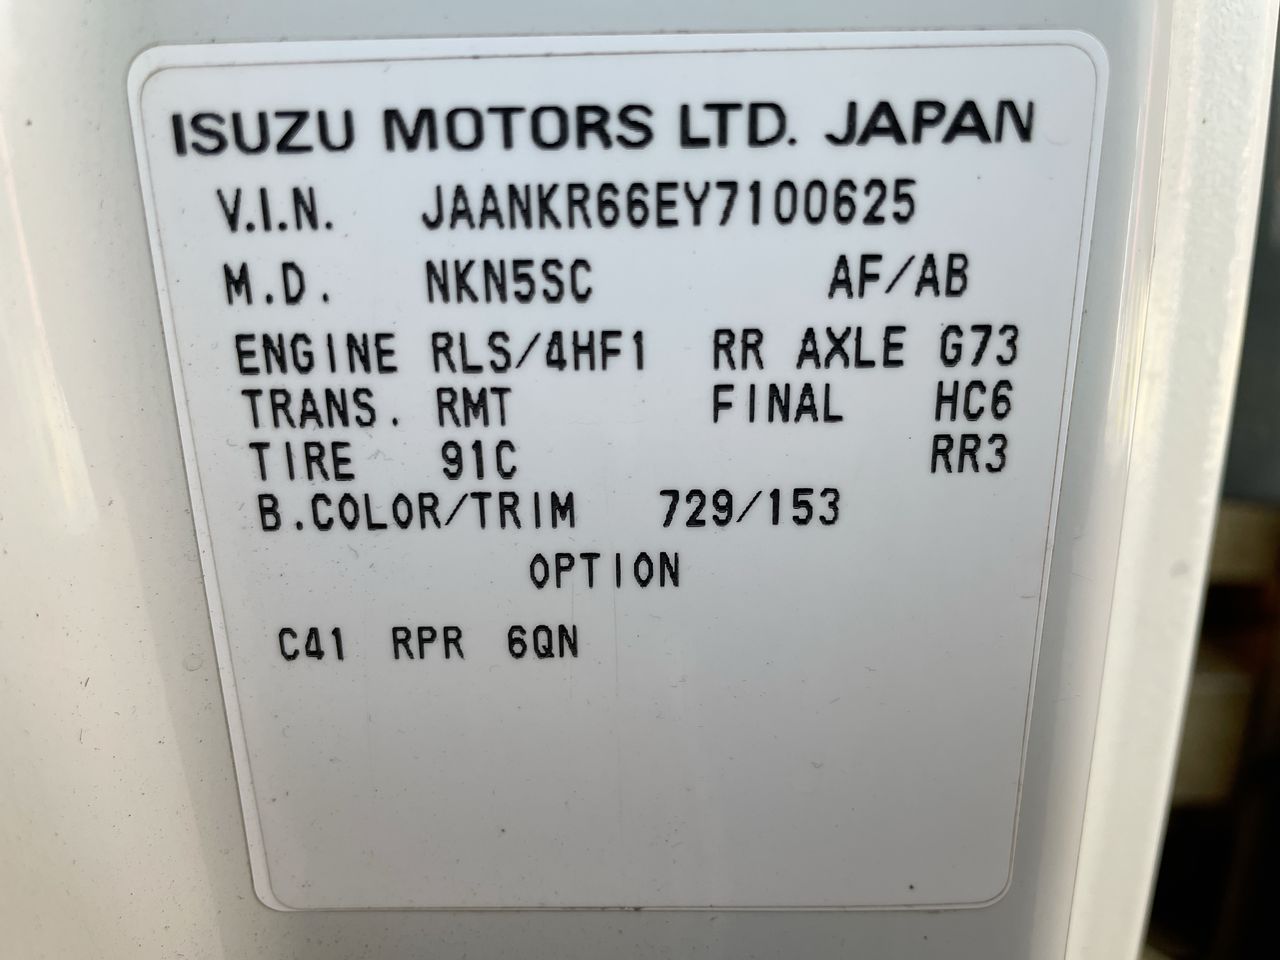 ISUZU MOTORS LTD. JAPAN
V.I.N. JAANKR66EY7100625
M.D. NKN5SC AF/AB
ENGINE RLS/4HF1 RR AXLE G73
TRANS. RMT FINAL HC6
TIRE 91C RR3
B.COLOR/TRIM 729/153
OPTION
C41 RPR 6QN